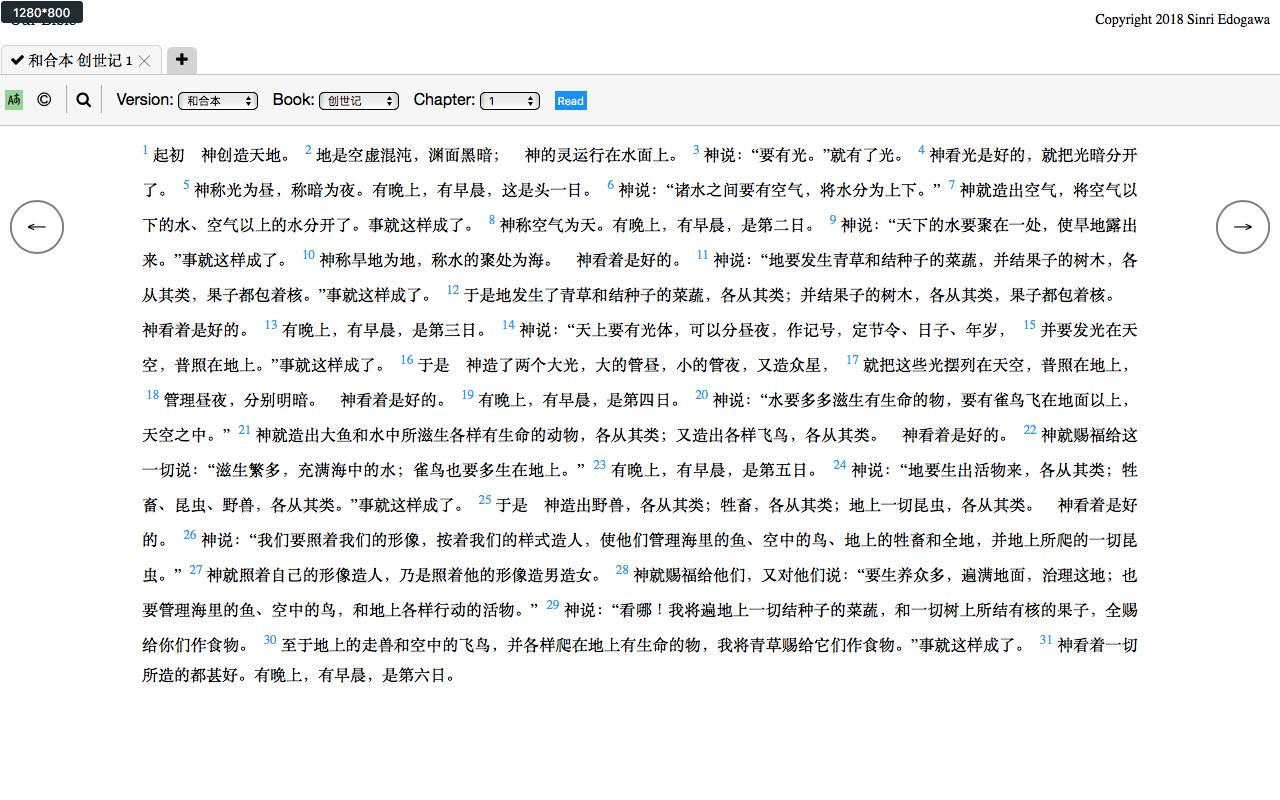 1280*800
Copyright 2018 Sinri Edogawa
和合本 创世记 1
Version: 和合本 Book: 创世记 Chapter: 1 Read
1 起初 神创造天地。 2 地是空虚混沌，渊面黑暗； 神的灵运行在水面上。 3 神说：“要有光。”就有了光。 4 神看光是好的，就把光暗分开
了。 5 神称光为昼，称暗为夜。有晚上，有早晨，这是头一日。 6 神说：“诸水之间要有空气，将水分为上下。” 7 神就造出空气，将空气以
下的水、空气以上的水分开了。事就这样成了。 8 神称空气为天。有晚上，有早晨，是第二日。 9 神说：“天下的水要聚在一处，使旱地露出
来。”事就这样成了。 10 神称旱地为地，称水的聚处为海。 神看着是好的。 11 神说：“地要发生青草和结种子的菜蔬，并结果子的树木，各
从其类，果子都包着核。”事就这样成了。 12 于是地发生了青草和结种子的菜蔬，各从其类；并结果子的树木，各从其类，果子都包着核。
神看着是好的。 13 有晚上，有早晨，是第三日。 14 神说：“天上要有光体，可以分昼夜，作记号，定节令、日子、年岁， 15 并要发光在天
空，普照在地上。”事就这样成了。 16 于是 神造了两个大光，大的管昼，小的管夜，又造众星， 17 就把这些光摆列在天空，普照在地上，
18 管理昼夜，分别明暗。 神看着是好的。 19 有晚上，有早晨，是第四日。 20 神说：“水要多多滋生有生命的物，要有雀鸟飞在地面以上，
天空之中。” 21 神就造出大鱼和水中所滋生各样有生命的动物，各从其类；又造出各样飞鸟，各从其类。 神看着是好的。 22 神就赐福给这
一切说：“滋生繁多，充满海中的水；雀鸟也要多生在地上。” 23 有晚上，有早晨，是第五日。 24 神说：“地要生出活物来，各从其类；牲
畜、昆虫、野兽，各从其类。”事就这样成了。 25 于是 神造出野兽，各从其类；牲畜，各从其类；地上一切昆虫，各从其类。 神看着是好
的。 26 神说：“我们要照着我们的形像，按着我们的样式造人，使他们管理海里的鱼、空中的鸟、地上的牲畜和全地，并地上所爬的一切昆
虫。” 27 神就照着自己的形像造人，乃是照着他的形像造男造女。 28 神就赐福给他们，又对他们说：“要生养众多，遍满地面，治理这地；也
要管理海里的鱼、空中的鸟，和地上各样行动的活物。” 29 神说：“看哪！我将遍地上一切结种子的菜蔬，和一切树上所结有核的果子，全赐
给你们作食物。 30 至于地上的走兽和空中的飞鸟，并各样爬在地上有生命的物，我将青草赐给它们作食物。”事就这样成了。 31 神看着一切
所造的都甚好。有晚上，有早晨，是第六日。